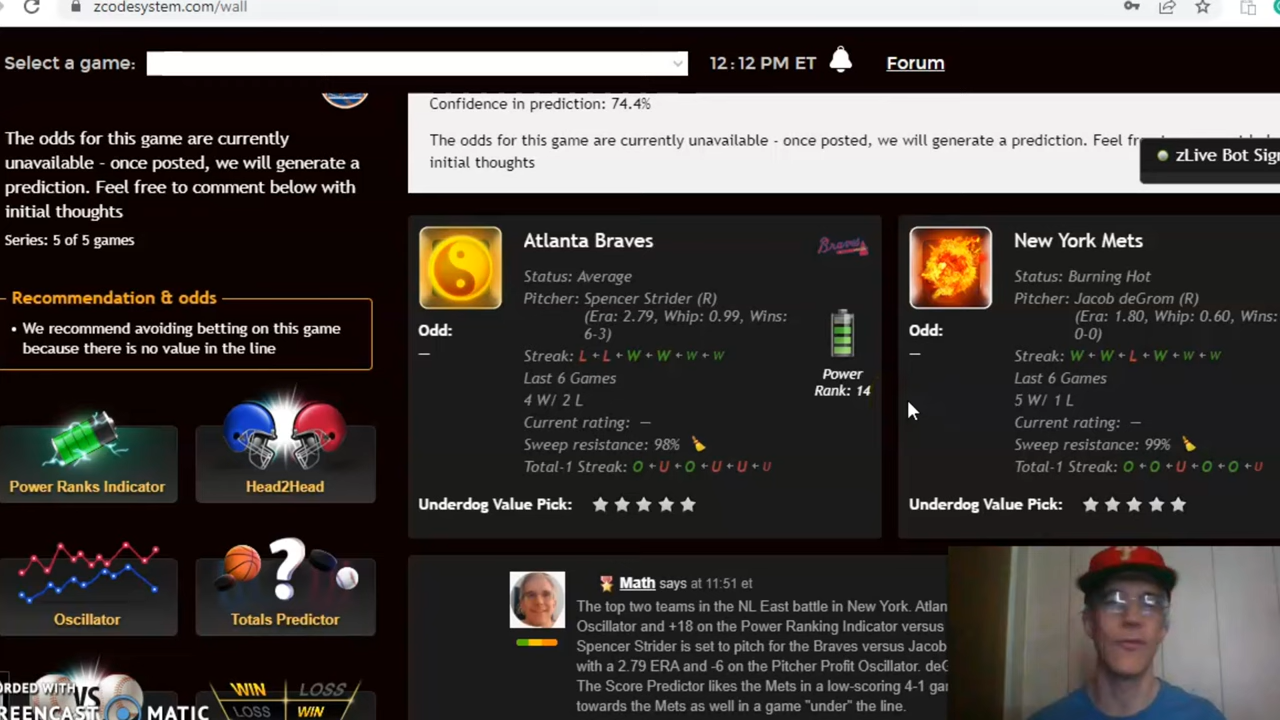 zcodesystem.com/wall
Select a game:
12:12 PM ET
Forum
The odds for this game are currently
unavailable - once posted, we will generate a
prediction. Feel free to comment below with
initial thoughts
Series: 5 of 5 games
Recommendation & odds
• We recommend avoiding betting on this game
because there is no value in the line
Power Ranks Indicator
Head2Head
Oscillator
Totals Predictor
VS
WIN LOSS
LOSS WIN
SCREENCAST MATIC
Confidence in prediction: 74.4%
The odds for this game are currently unavailable - once posted, we will generate a prediction. Feel
initial thoughts
zLive Bot
Atlanta Braves
Braves
Status: Average
Pitcher: Spencer Strider (R)
(Era: 2.79, Whip: 0.99, Wins:
6-3)
Odd:
—
Streak: L ← L ← W ← W ← W ← W
Last 6 Games
4 W/ 2 L
Current rating: —
Sweep resistance: 98%
Total-1 Streak: O ← U ← O ← U ← U ← U
Power
Rank: 14
Underdog Value Pick:
New York Mets
Status: Burning Hot
Pitcher: Jacob deGrom (R)
(Era: 1.80, Whip: 0.60, Wins:
0-0)
Odd:
—
Streak: W ← W ← L ← W ← W ← W
Last 6 Games
5 W/ 1 L
Current rating: —
Sweep resistance: 99%
Total-1 Streak: O ← O ← U ← O ← O ← U
Underdog Value Pick:
Math says at 11:51 et
The top two teams in the NL East battle in New York.
Oscillator and +18 on the Power Ranking Indicator versus
Spencer Strider is set to pitch for the Braves versus Jacob
with a 2.79 ERA and -6 on the Pitcher Profit Oscillator.
The Score Predictor likes the Mets in a low-scoring 4-1
towards the Mets as well in a game "under" the line.